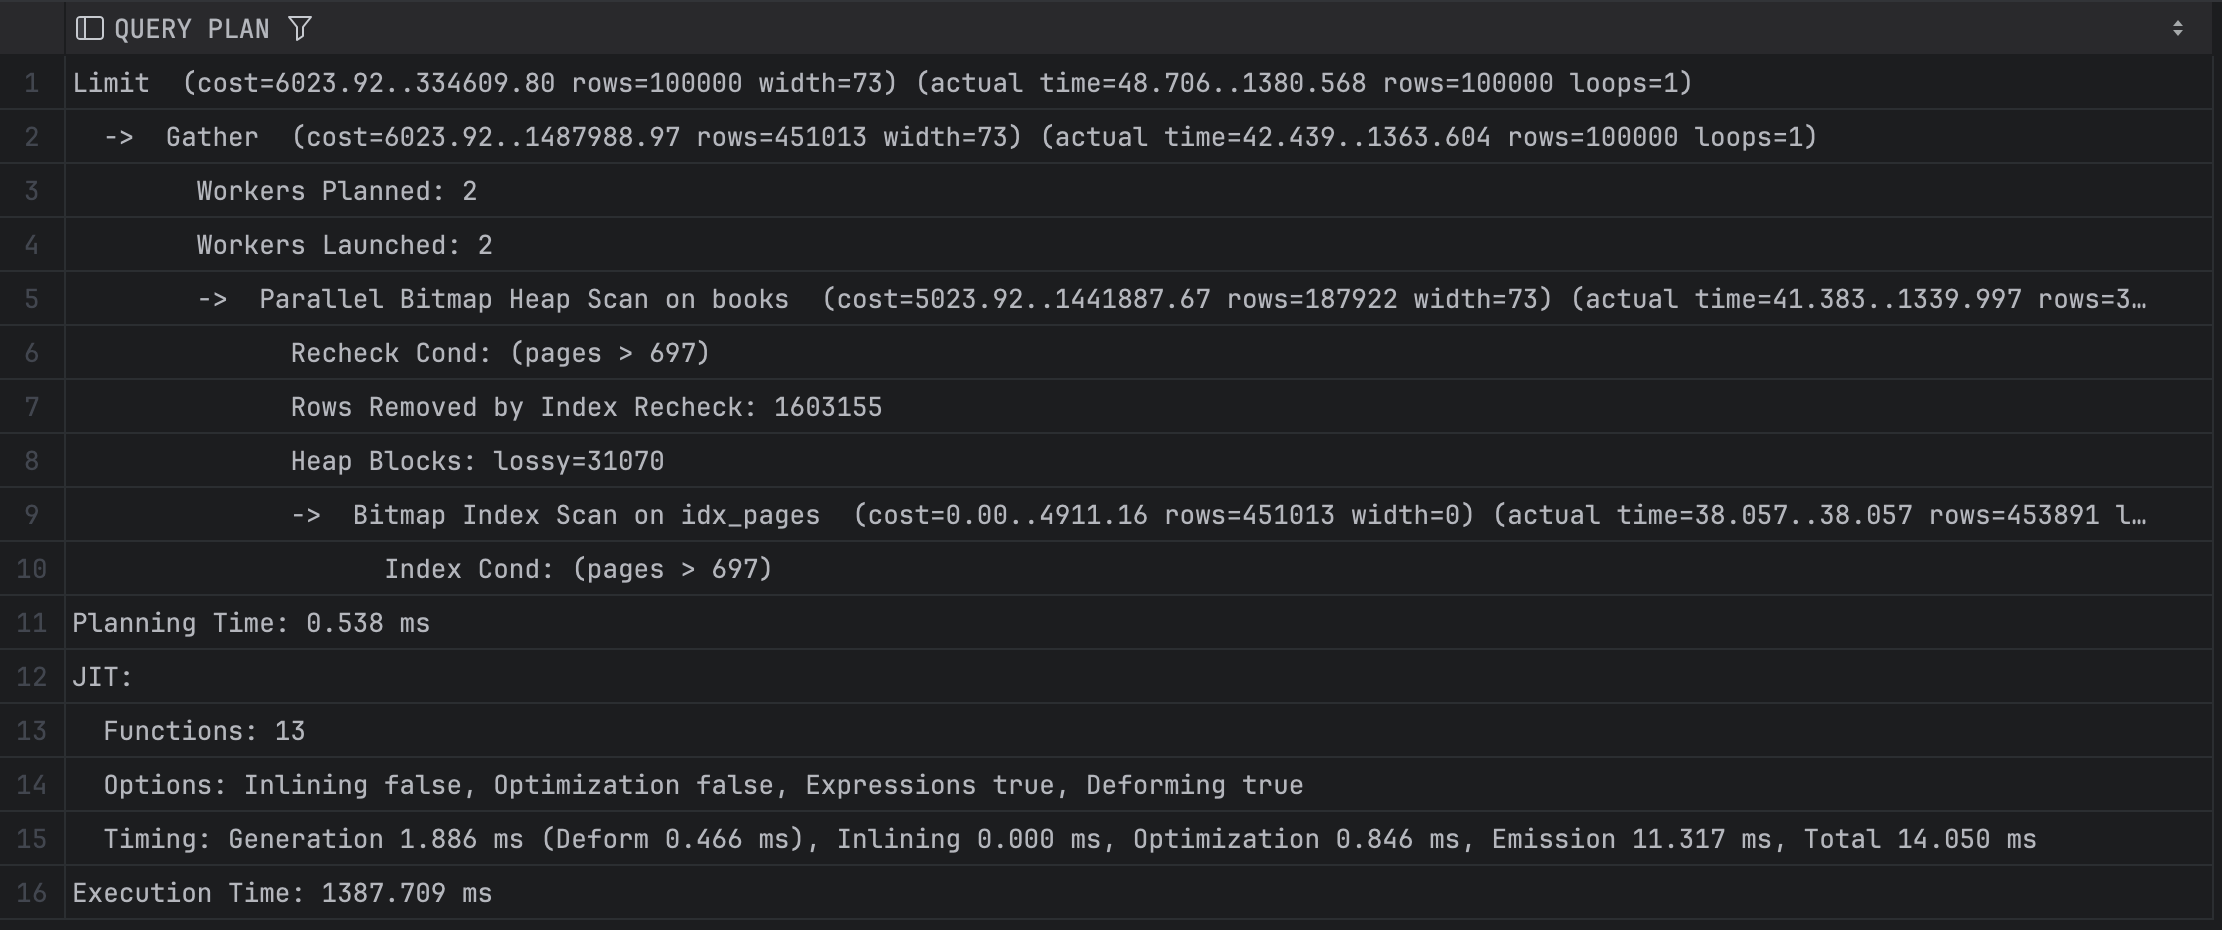 QUERY PLAN
1 Limit  (cost=6023.92..334609.80 rows=100000 width=73) (actual time=48.706..1380.568 rows=100000 loops=1)
2   ->  Gather  (cost=6023.92..1487988.97 rows=451013 width=73) (actual time=42.439..1363.604 rows=100000 loops=1)
3         Workers Planned: 2
4         Workers Launched: 2
5         ->  Parallel Bitmap Heap Scan on books  (cost=5023.92..1441887.67 rows=187922 width=73) (actual time=41.383..1339.997 rows=3…
6               Recheck Cond: (pages > 697)
7               Rows Removed by Index Recheck: 1603155
8               Heap Blocks: lossy=31070
9               ->  Bitmap Index Scan on idx_pages  (cost=0.00..4911.16 rows=451013 width=0) (actual time=38.057..38.057 rows=453891 l…
10                     Index Cond: (pages > 697)
11 Planning Time: 0.538 ms
12 JIT:
13   Functions: 13
14   Options: Inlining false, Optimization false, Expressions true, Deforming true
15   Timing: Generation 1.886 ms (Deform 0.466 ms), Inlining 0.000 ms, Optimization 0.846 ms, Emission 11.317 ms, Total 14.050 ms
16 Execution Time: 1387.709 ms